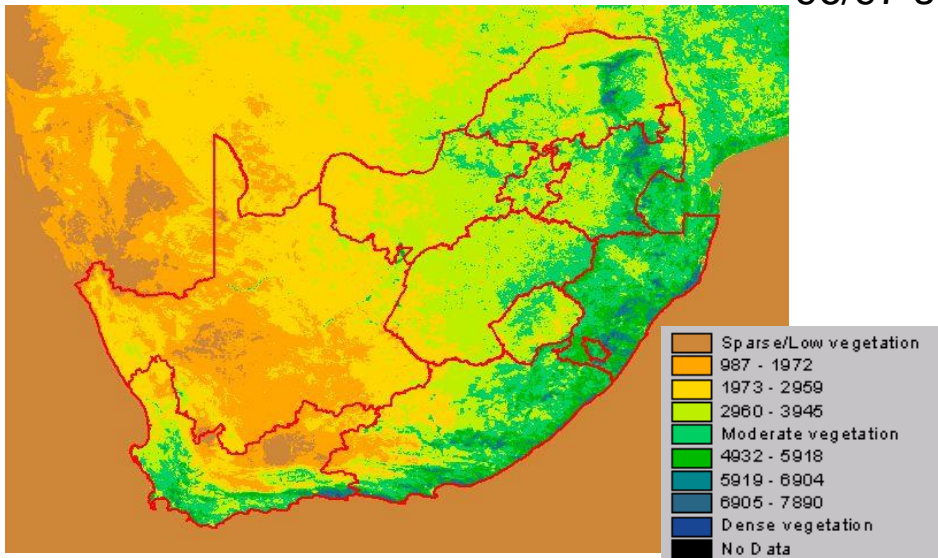 Sparse/Low vegetation
987 - 1972
1973 - 2959
2960 - 3945
Moderate vegetation
4932 - 5918
5919 - 6904
6905 - 7890
Dense vegetation
No Data